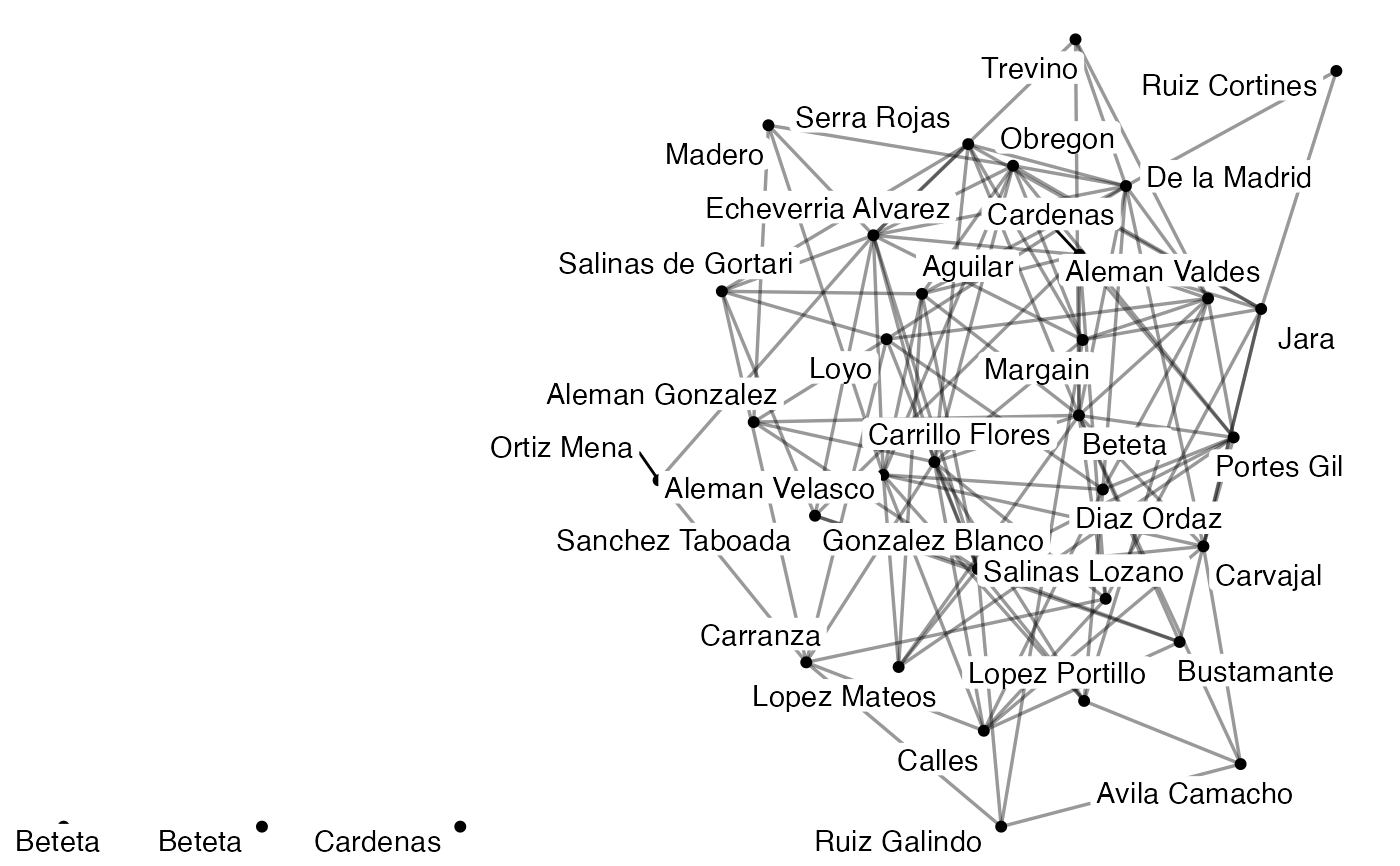 Trevino
Ruiz Cortines
Serra Rojas
Obregon
Madero
De la Madrid
Echeverria Alvarez
Cardenas
Salinas de Gortari
Aguilar
Aleman Valdes
Jara
Loyo
Margain
Aleman Gonzalez
Carrillo Flores
Beteta
Ortiz Mena
Portes Gil
Aleman Velasco
Diaz Ordaz
Sanchez Taboada
Gonzalez Blanco
Salinas Lozano
Carvajal
Carranza
Lopez Portillo
Bustamante
Lopez Mateos
Calles
Avila Camacho
Beteta
Beteta
Cardenas
Ruiz Galindo